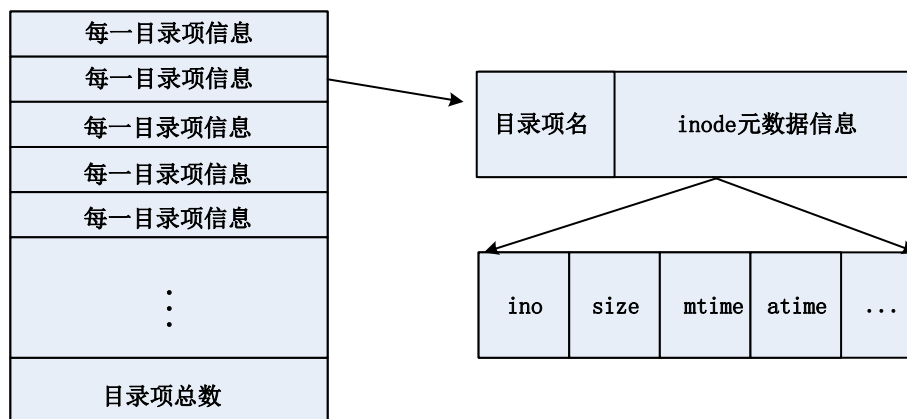 每一目录项信息
每一目录项信息
每一目录项信息
每一目录项信息
每一目录项信息
⋮
目录项总数
目录项名
inode元数据信息
ino
size
mtime
atime
...